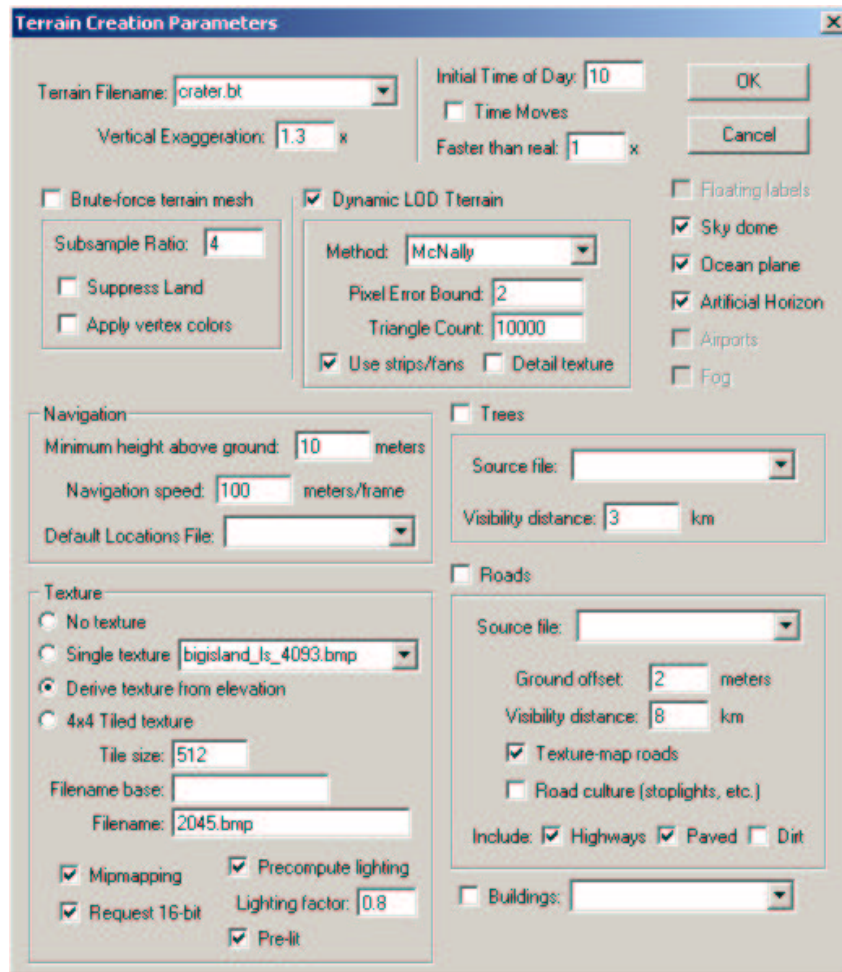 Terrain Creation Parameters
Terrain Filename: crater.bt
Vertical Exaggeration: 1.3 x
Initial Time of Day: 10
Time Moves
Faster than real: 1 x
OK
Cancel
Brute-force terrain mesh
Subsample Ratio: 4
Suppress Land
Apply vertex colors
Dynamic LOD Tterrain
Method: McNally
Pixel Error Bound: 2
Triangle Count: 10000
Use strips/fans Detail texture
Floating labels
Sky dome
Ocean plane
Artificial Horizon
Airports
Fog
Navigation
Minimum height above ground: 10 meters
Navigation speed: 100 meters/frame
Default Locations File:
Trees
Source file:
Visibility distance: 3 km
Texture
No texture
Single texture bigisland_ls_4093.bmp
Derive texture from elevation
4x4 Tiled texture
Tile size: 512
Filename base:
Filename: 2045.bmp
Mipmapping
Precompute lighting
Request 16-bit
Lighting factor: 0.8
Pre-lit
Roads
Source file:
Ground offset: 2 meters
Visibility distance: 8 km
Texture-map roads
Road culture (stoplights, etc.)
Include: Highways Paved Dirt
Buildings: